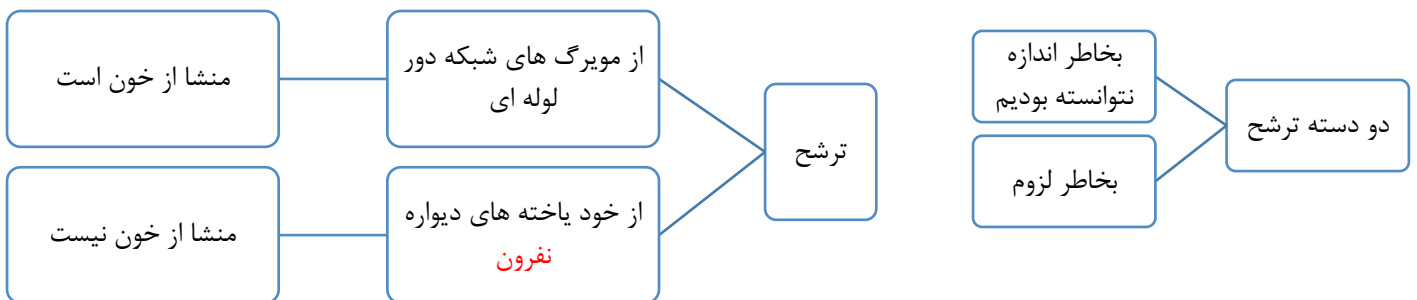 دو دسته ترشح
بخاطر اندازه
نتوانسته بودیم
بخاطر لزوم
ترشح
از مویرگ های شبکه دور
لوله ای
منشا از خون است
از خود یاخته های دیواره
نفرون
منشا از خون نیست